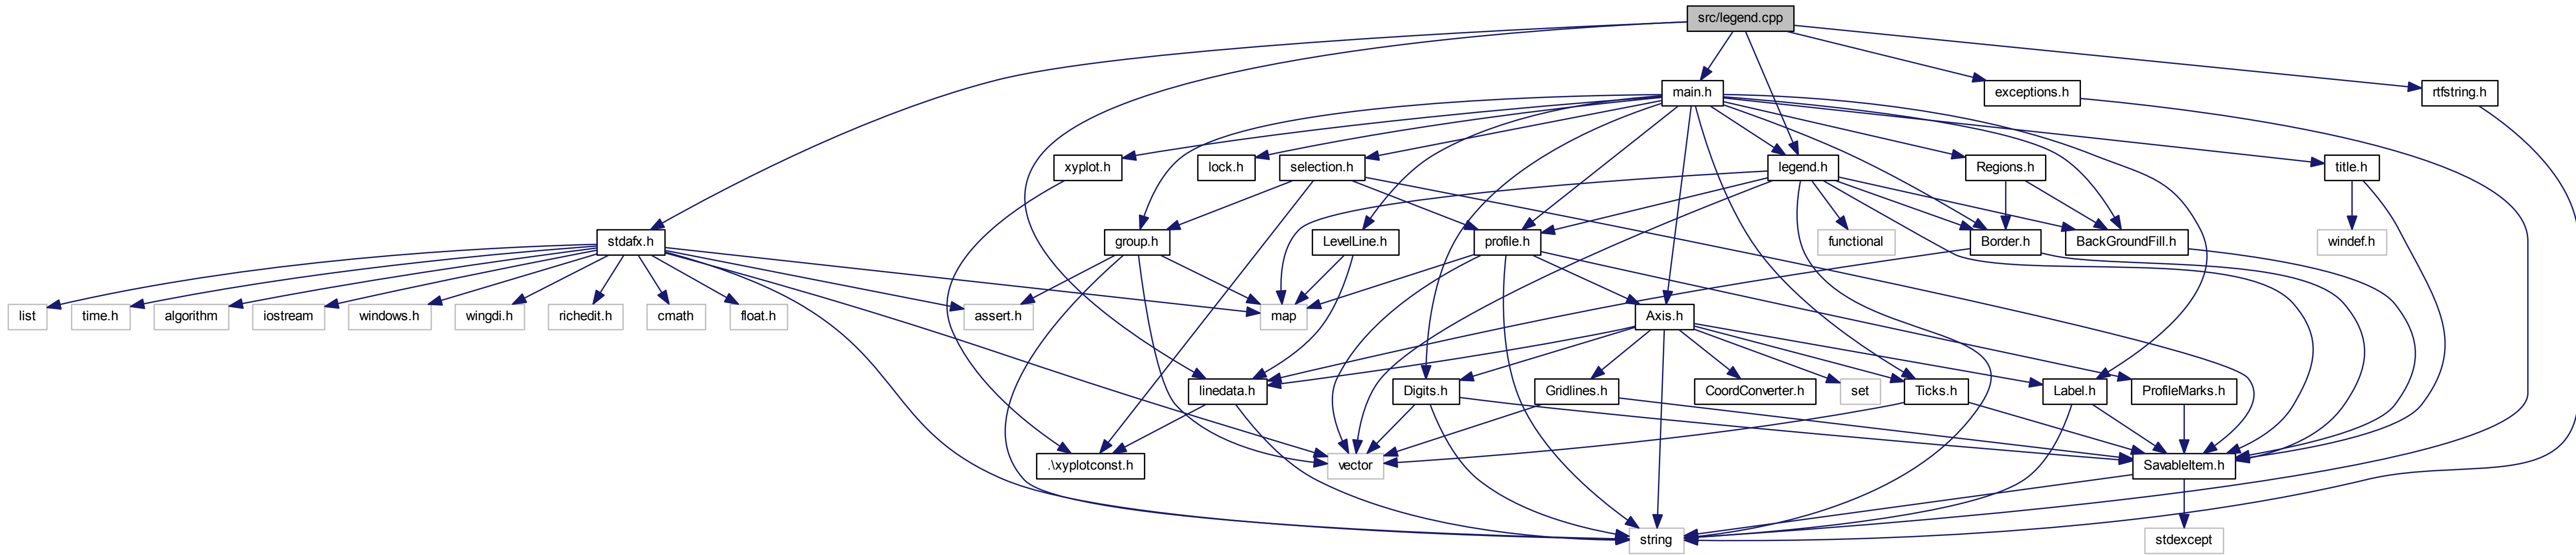 src/legend.cpp
main.h
exceptions.h
rtfstring.h
xyplot.h
lock.h
selection.h
legend.h
Regions.h
title.h
stdafx.h
group.h
LevelLine.h
profile.h
functional
Border.h
BackGroundFill.h
windef.h
list
time.h
algorithm
iostream
windows.h
wingdi.h
richedit.h
cmath
float.h
assert.h
map
Axis.h
linedata.h
Digits.h
Gridlines.h
CoordConverter.h
set
Ticks.h
Label.h
ProfileMarks.h
.\xyplotconst.h
vector
SavableItem.h
string
stdexcept